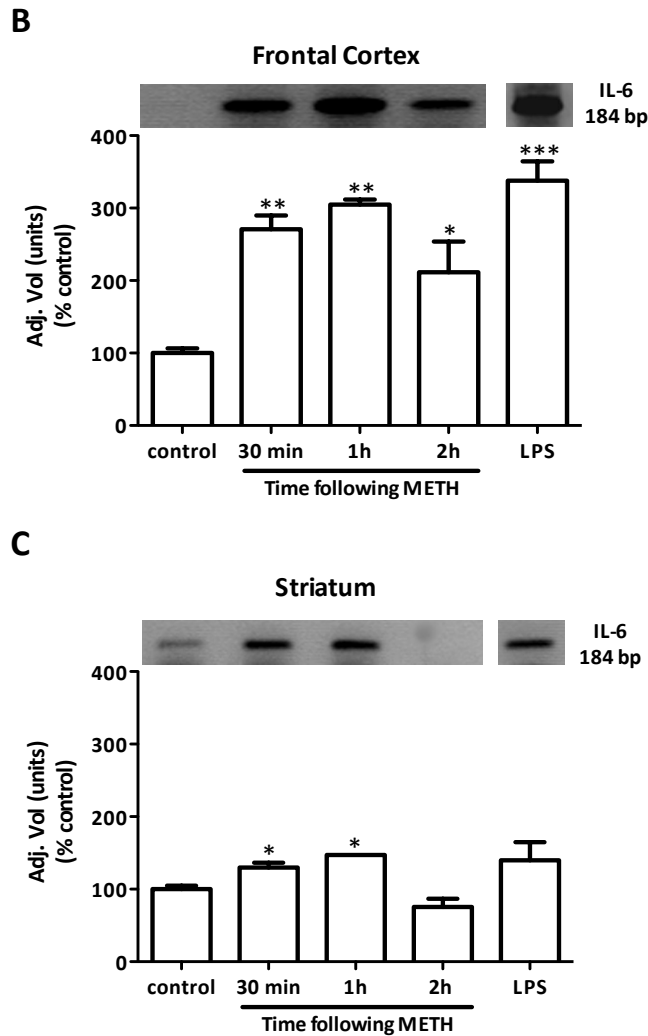 B
Frontal Cortex
IL-6
184 bp
Adj. Vol (units)
(% control)
400
300
200
100
0
**
**
*
***
control 30 min 1h 2h LPS
Time following METH
C
Striatum
IL-6
184 bp
Adj. Vol (units)
(% control)
400
300
200
100
0
*
*
control 30 min 1h 2h LPS
Time following METH